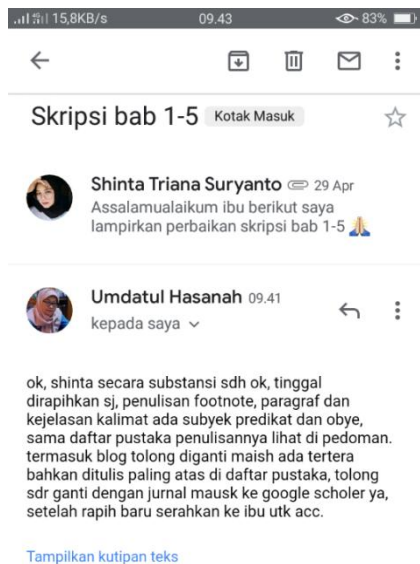 15,8KB/s 09.43 83%
Skripsi bab 1-5 Kotak Masuk
Shinta Triana Suryanto 29 Apr
Assalamualaikum ibu berikut saya
lampirkan perbaikan skripsi bab 1-5 🙏
Umdatul Hasanah 09.41
kepada saya
ok, shinta secara substansi sdh ok, tinggal
dirapihkan sj, penulisan footnote, paragraf dan
kejelasan kalimat ada subyek predikat dan obye,
sama daftar pustaka penulisannya lihat di pedoman.
termasuk blog tolong diganti maish ada tertera
bahkan ditulis paling atas di daftar pustaka, tolong
sdr ganti dengan jurnal mausk ke google scholer ya,
setelah rapih baru serahkan ke ibu utk acc.
Tampilkan kutipan teks